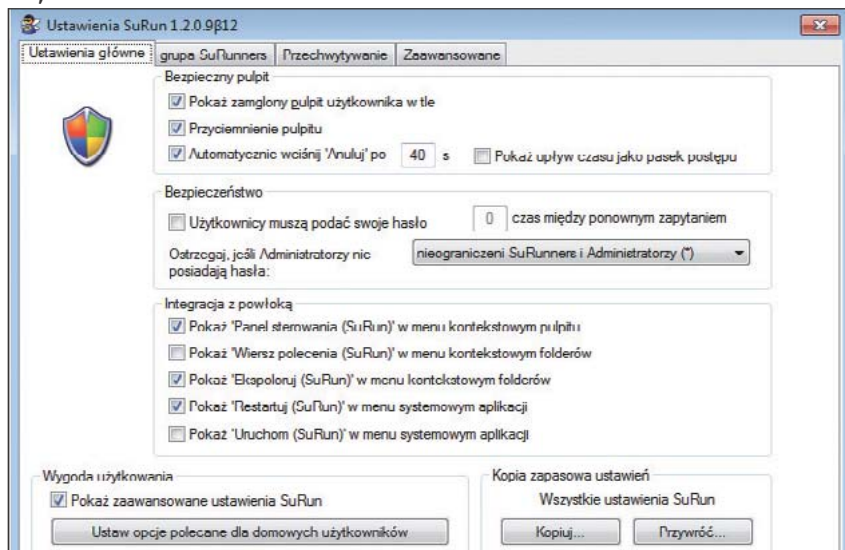 Ustawienia SuRun 1.2.0.9β12
Ustawienia główne grupa SuRunners Przechwytywanie Zaawansowane
Bezpieczny pulpit
Pokaż zamglony pulpit użytkownika w tle
Przyciemnienie pulpitu
Automatycznie wciśnij 'Anuluj' po 40 s Pokaż upływ czasu jako pasek postępu
Bezpieczeństwo
Użytkownicy muszą podać swoje hasło 0 czas między ponownym zapytaniem
Ostrzegaj, jeśli Administratorzy nie nieograniczeni SuRunners i Administratorzy (*)
posiadają hasła:
Integracja z powłoką
Pokaż 'Panel sterowania (SuRun)' w menu kontekstowym pulpitu
Pokaż 'Wiersz polecenia (SuRun)' w menu kontekstowym folderów
Pokaż 'Ekspoloruj (SuRun)' w menu kontekstowym folderów
Pokaż 'Restartuj (SuRun)' w menu systemowym aplikacji
Pokaż 'Uruchom (SuRun)' w menu systemowym aplikacji
Wygoda użytkowania Kopia zapasowa ustawień
Pokaż zaawansowane ustawienia SuRun Wszystkie ustawienia SuRun
Ustaw opcje polecane dla domowych użytkowników Kopiuj... Przywróć...